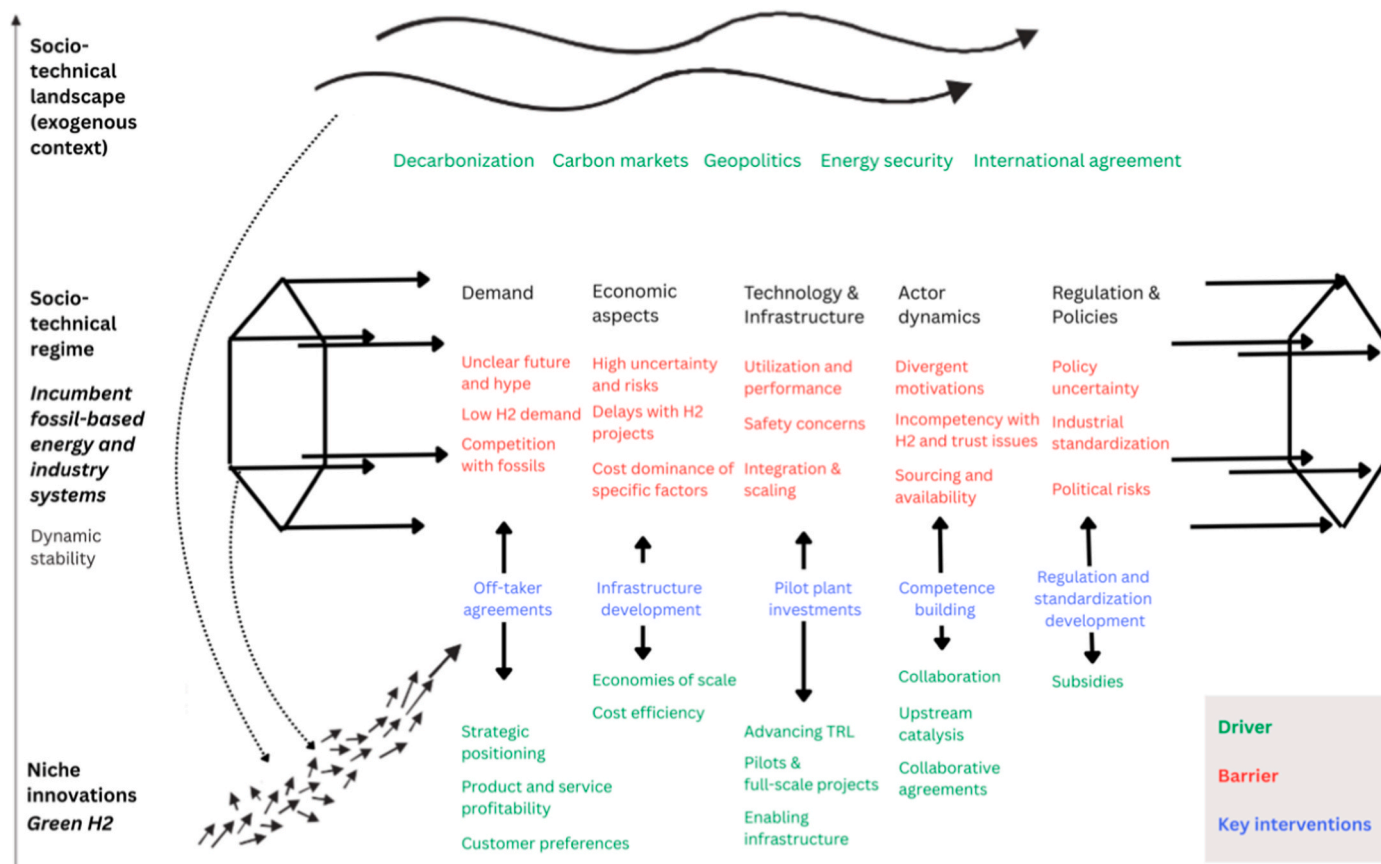 Socio-
technical
landscape
(exogenous
context)
Decarbonization Carbon markets Geopolitics Energy security International agreement
Socio-
technical
regime
Incumbent
fossil-based
energy and
industry
systems
Dynamic
stability
Demand
Unclear future
and hype
Low H2 demand
Competition
with fossils
Economic
aspects
High uncertainty
and risks
Delays with H2
projects
Cost dominance of
specific factors
Technology &
Infrastructure
Utilization and
performance
Safety concerns
Integration &
scaling
Actor
dynamics
Divergent
motivations
Incompetency with
H2 and trust issues
Sourcing and
availability
Regulation &
Policies
Policy
uncertainty
Industrial
standardization
Political risks
Off-taker
agreements
Infrastructure
development
Pilot plant
investments
Competence
building
Regulation and
standardization
development
Niche
innovations
Green H2
Strategic
positioning
Product and service
profitability
Customer preferences
Economies of scale
Cost efficiency
Advancing TRL
Pilots &
full-scale projects
Enabling
infrastructure
Collaboration
Upstream
catalysis
Collaborative
agreements
Subsidies
Driver
Barrier
Key interventions